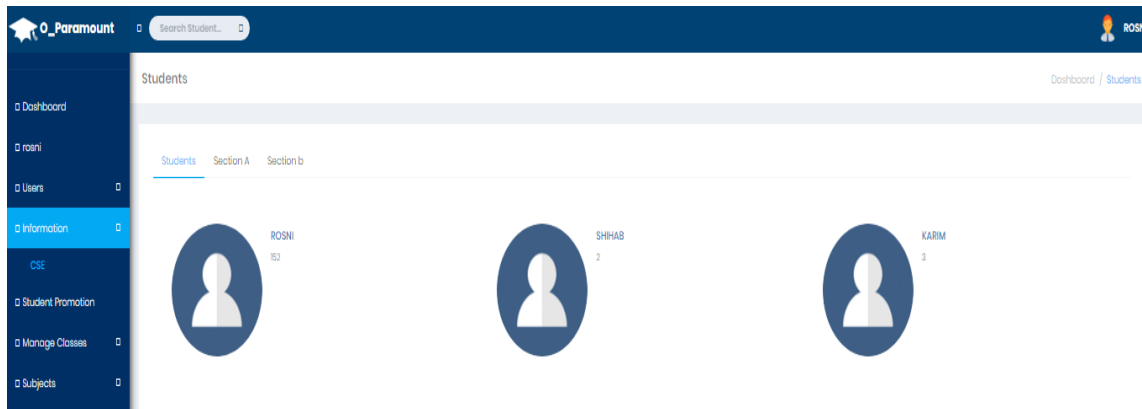 O_Paramount
Search Student...
Students
Dashboard / Students
Dashboard
rosni
Users
Information
CSE
Student Promotion
Manage Classes
Subjects
Students Section A Section b
ROSNI
152
SHIHAB
2
KARIM
3